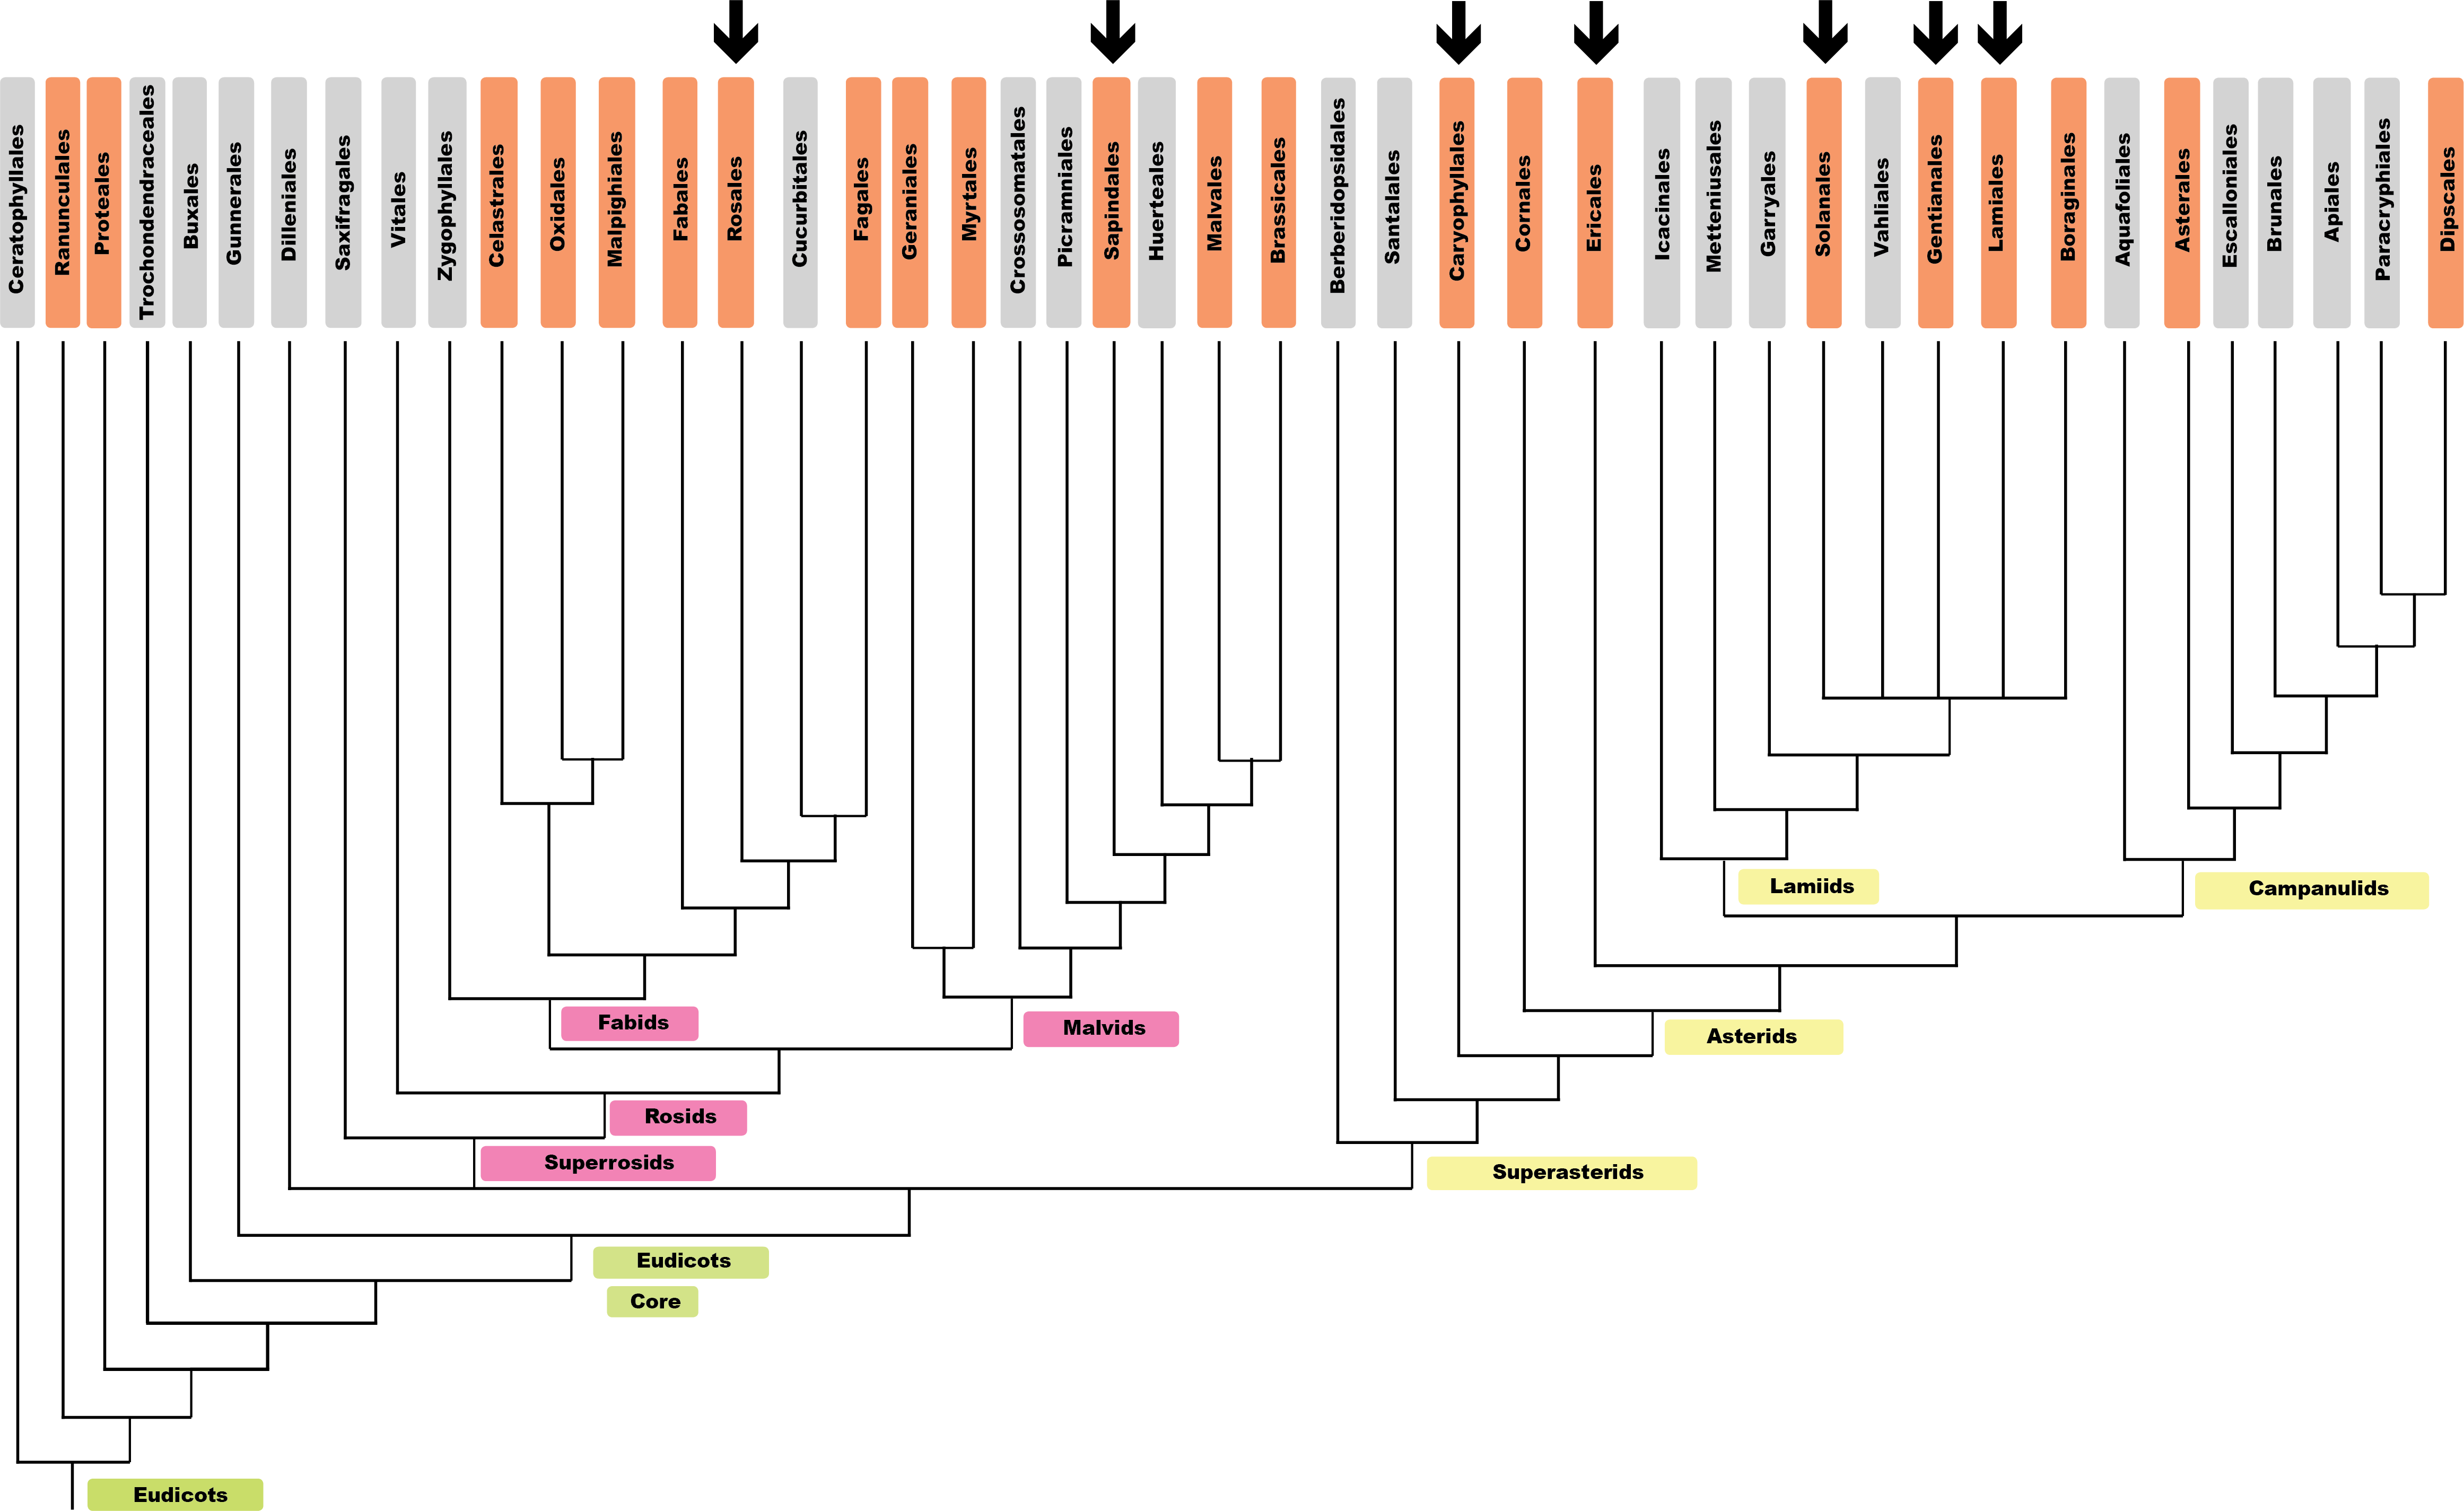 Ceratophyllales
Ranunculales
Proteales
Trochondendraceales
Buxales
Gunnerales
Dilleniales
Saxifragales
Vitales
Zygophyllales
Celastrales
Oxidales
Malpighiales
Fabales
Rosales
Cucurbitales
Fagales
Geraniales
Myrtales
Crossosomatales
Picramniales
Sapindales
Huerteales
Malvales
Brassicales
Berberidopsidales
Santalales
Caryophyllales
Cornales
Ericales
Icacinales
Metteniusales
Garryales
Solanales
Vahliales
Gentianales
Lamiales
Boraginales
Aquafoliales
Asterales
Escalloniales
Brunales
Apiales
Paracryphiales
Dipscales
Lamiids
Campanulids
Fabids
Malvids
Asterids
Rosids
Superrosids
Superasterids
Eudicots
Core
Eudicots